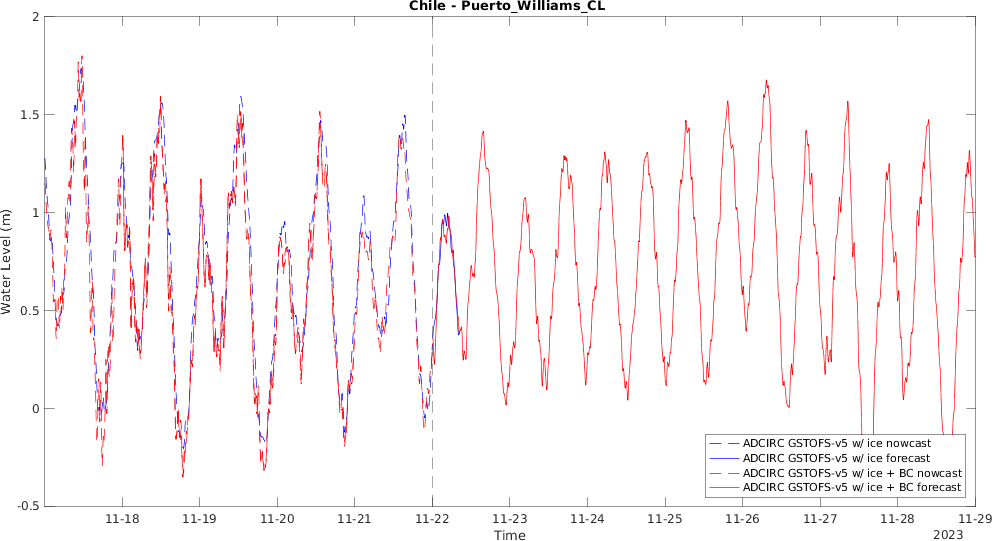 Chile - Puerto_Williams_CL
2
1.5
1
0.5
0
-0.5
Water Level (m)
ADCIRC GSTOFS-v5 w/ ice nowcast
ADCIRC GSTOFS-v5 w/ ice forecast
ADCIRC GSTOFS-v5 w/ ice + BC nowcast
ADCIRC GSTOFS-v5 w/ ice + BC forecast
11-18 11-19 11-20 11-21 11-22 11-23 11-24 11-25 11-26 11-27 11-28 11-29
Time
2023